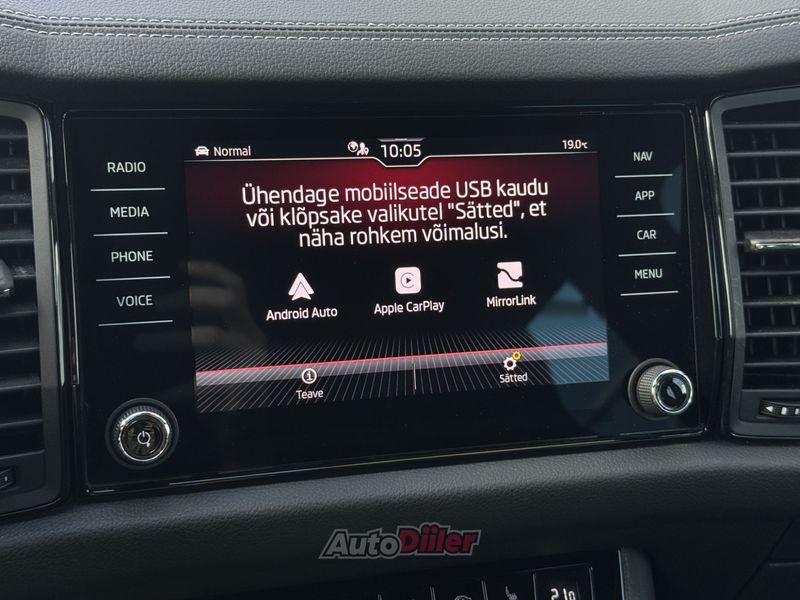 Normal
10:05
19.0°C
RADIO
MEDIA
PHONE
VOICE
NAV
APP
CAR
MENU
Ühendage mobiilseade USB kaudu
või klõpsake valikutel "Sätted", et
näha rohkem võimalusi.
Android Auto
Apple CarPlay
MirrorLink
Teave
Sätted
AutoDiiler